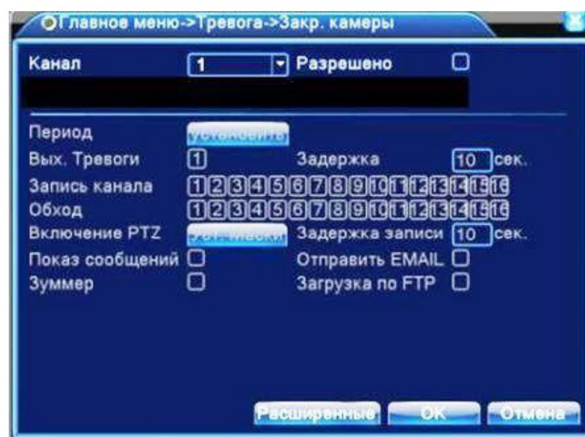 Главное меню->Тревога->Закр. камеры
Канал 1 Разрешено
Период Установить
Вых. Тревоги 1 Задержка 10 сек.
Запись канала 1 2 3 4 5 6 7 8 9 10 11 12 13 14 15 16
Обход 1 2 3 4 5 6 7 8 9 10 11 12 13 14 15 16
Включение PTZ Уст. маски Задержка записи 10 сек.
Показ сообщений Отправить EMAIL
Зуммер Загрузка по FTP
Расширенные OK Отмена